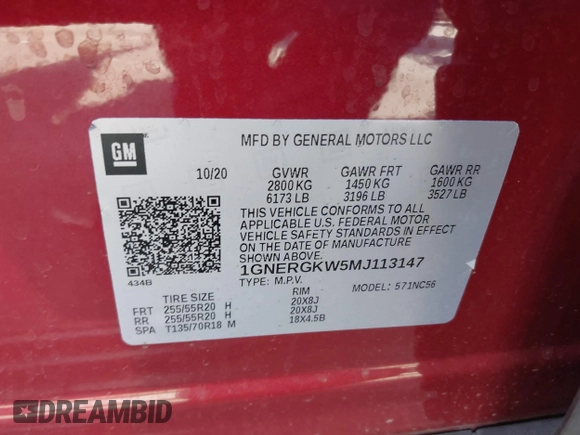 GM
MFD BY GENERAL MOTORS LLC
10/20 GVWR GAWR FRT GAWR RR
2800 KG 1450 KG 1600 KG
6173 LB 3196 LB 3527 LB
THIS VEHICLE CONFORMS TO ALL
APPLICABLE U.S. FEDERAL MOTOR
VEHICLE SAFETY STANDARDS IN EFFECT
ON THE DATE OF MANUFACTURE
SHOWN ABOVE.
1GNERGKW5MJ113147
434B
TYPE: M.P.V. MODEL: 571NC56
TIRE SIZE RIM
FRT 255/55R20 H 20X8J
RR 255/55R20 H 20X8J
SPA T135/70R18 M 18X4.5B
DREAMBID